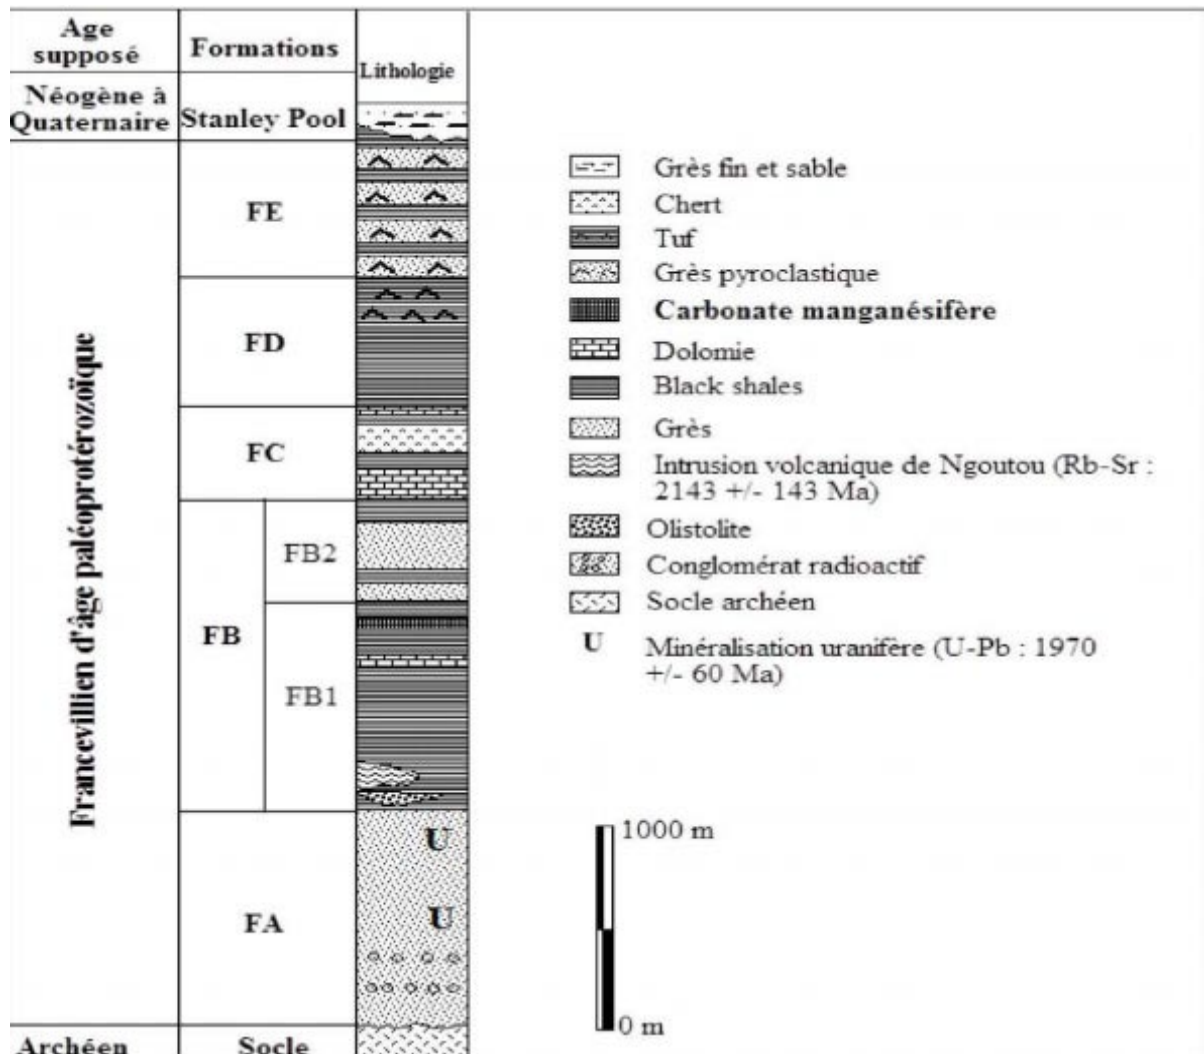 Age
supposé
Formations
Lithologie
Néogène à
Quaternaire
Stanley Pool
Francevillien d'âge paléoprotérozoïque
FE
FD
FC
FB
FB2
FB1
FA
U
U
Archéen
Socle
Grès fin et sable
Chert
Tuf
Grès pyroclastique
Carbonate manganésifère
Dolomie
Black shales
Grès
Intrusion volcanique de Ngoutou (Rb-Sr :
2143 +/- 143 Ma)
Olistolite
Conglomérat radioactif
Socle archéen
U Minéralisation uranifère (U-Pb : 1970
+/- 60 Ma)
1000 m
0 m